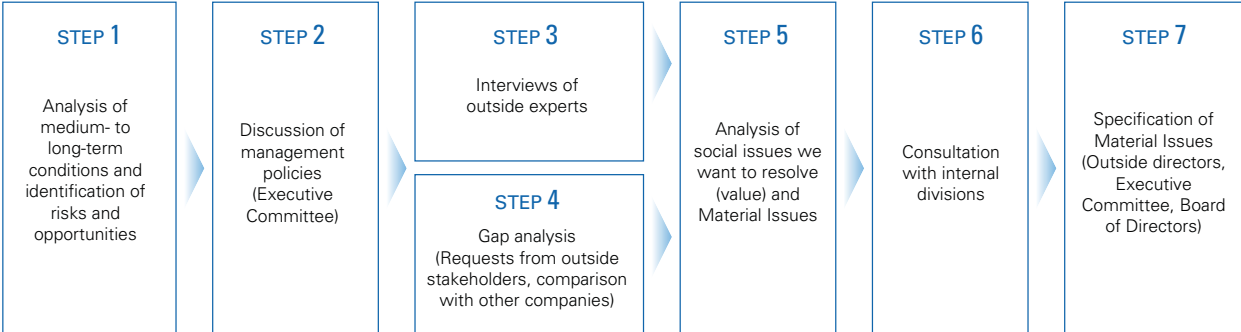 STEP 1
Analysis of
medium- to
long-term
conditions and
identification of
risks and
opportunities
STEP 2
Discussion of
management
policies
(Executive
Committee)
STEP 3
Interviews of
outside experts
STEP 4
Gap analysis
(Requests from outside
stakeholders, comparison
with other companies)
STEP 5
Analysis of
social issues we
want to resolve
(value) and
Material Issues
STEP 6
Consultation
with internal
divisions
STEP 7
Specification of
Material Issues
(Outside directors,
Executive
Committee, Board
of Directors)